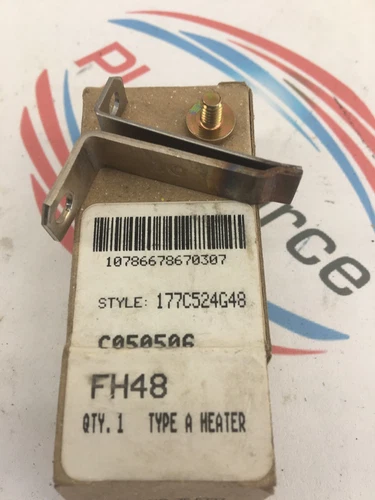 10786678670307
STYLE: 177C524G48
C050506
FH48
QTY. 1 TYPE A HEATER